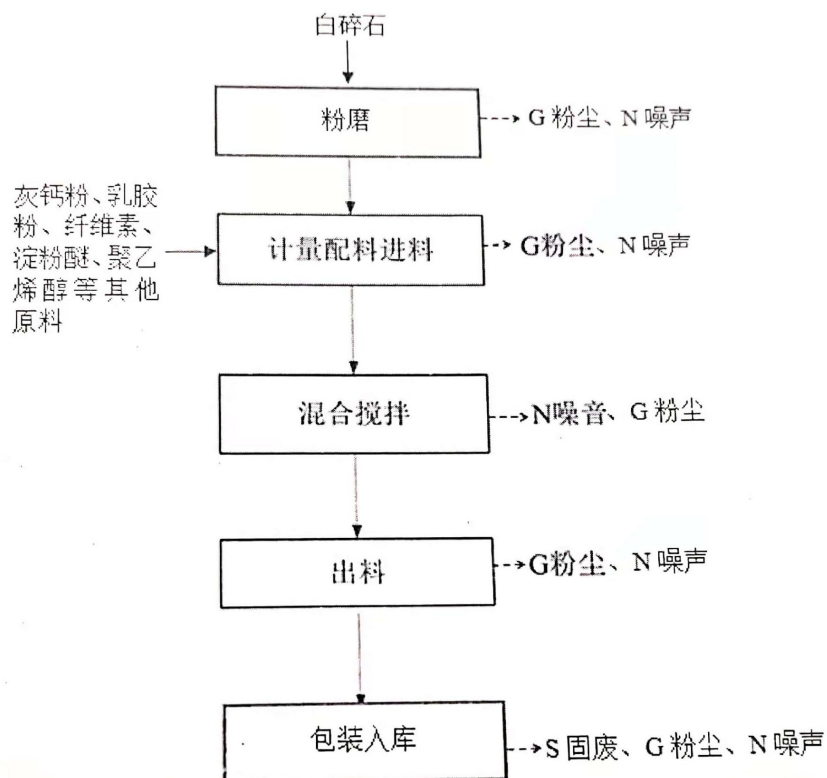 白碎石
粉磨
G 粉尘、N 噪声
灰钙粉、乳胶
粉、纤维素、
淀粉醚、聚乙
烯醇等其他
原料
计量配料进料
G粉尘、N 噪声
混合搅拌
N噪音、G 粉尘
出料
G粉尘、N 噪声
包装入库
S 固废、G 粉尘、N 噪声